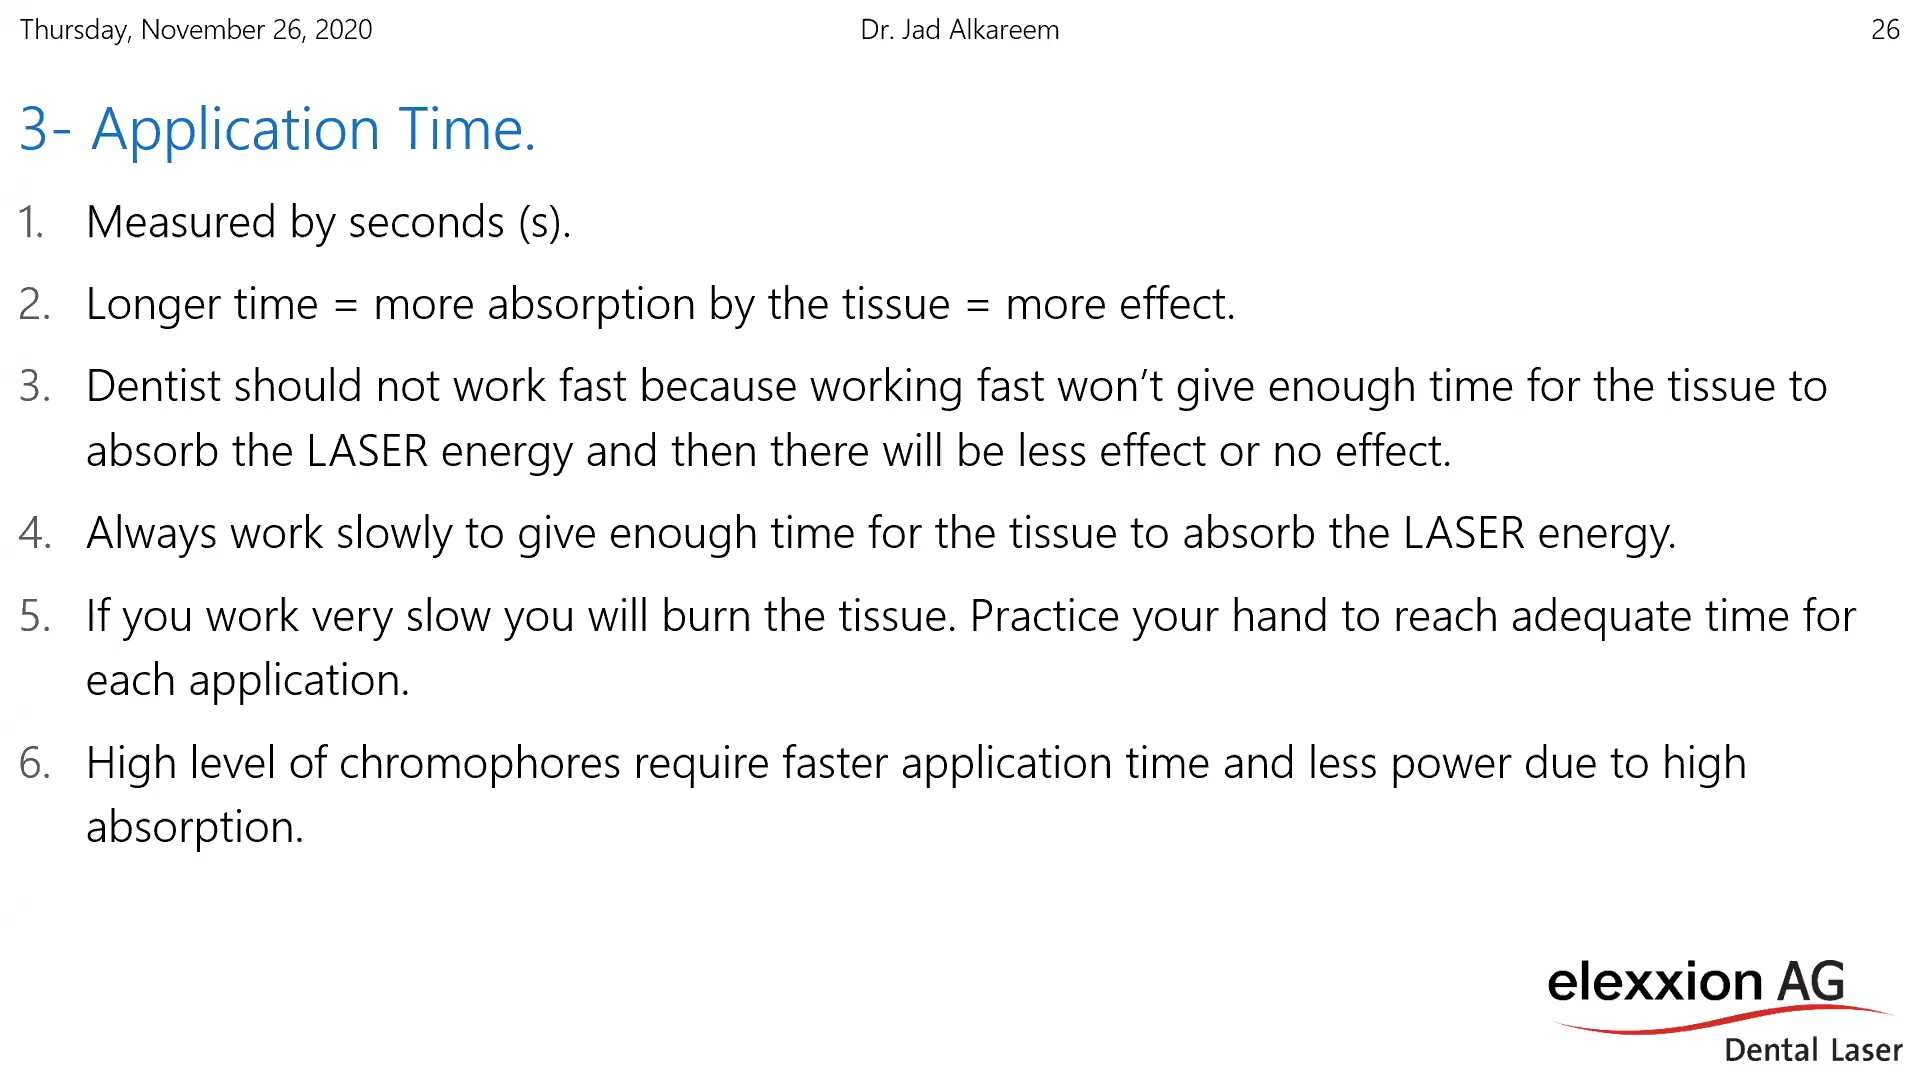 Thursday, November 26, 2020
Dr. Jad Alkareem
26
3- Application Time.
1. Measured by seconds (s).
2. Longer time = more absorption by the tissue = more effect.
3. Dentist should not work fast because working fast won’t give enough time for the tissue to
absorb the LASER energy and then there will be less effect or no effect.
4. Always work slowly to give enough time for the tissue to absorb the LASER energy.
5. If you work very slow you will burn the tissue. Practice your hand to reach adequate time for
each application.
6. High level of chromophores require faster application time and less power due to high
absorption.
elexxion AG
Dental Laser